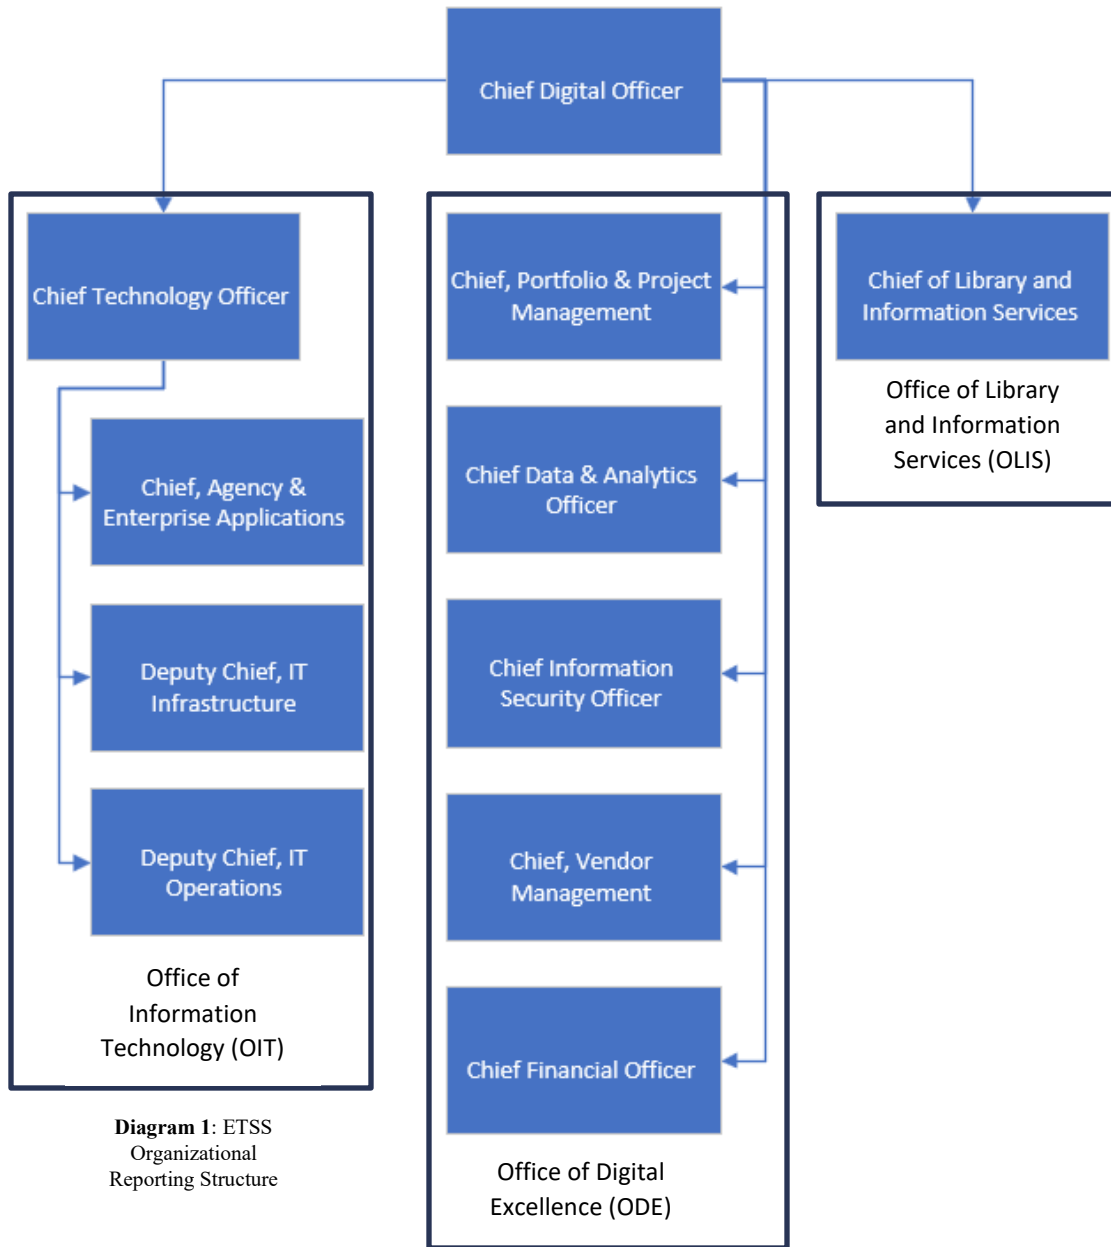 Chief Digital Officer
Chief Technology Officer
Chief, Agency &
Enterprise Applications
Deputy Chief, IT
Infrastructure
Deputy Chief, IT
Operations
Office of
Information
Technology (OIT)
Diagram 1: ETSS
Organizational
Reporting Structure
Chief, Portfolio & Project
Management
Chief Data & Analytics
Officer
Chief Information
Security Officer
Chief, Vendor
Management
Chief Financial Officer
Office of Digital
Excellence (ODE)
Chief of Library and
Information Services
Office of Library
and Information
Services (OLIS)